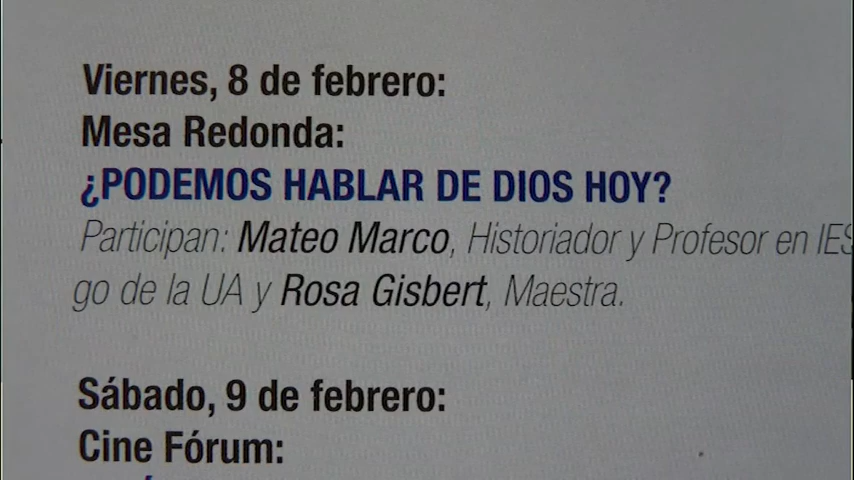 Viernes, 8 de febrero:
Mesa Redonda:
¿PODEMOS HABLAR DE DIOS HOY?
Participan: Mateo Marco, Historiador y Profesor en IES
go de la UA y Rosa Gisbert, Maestra.
Sábado, 9 de febrero:
Cine Fórum: